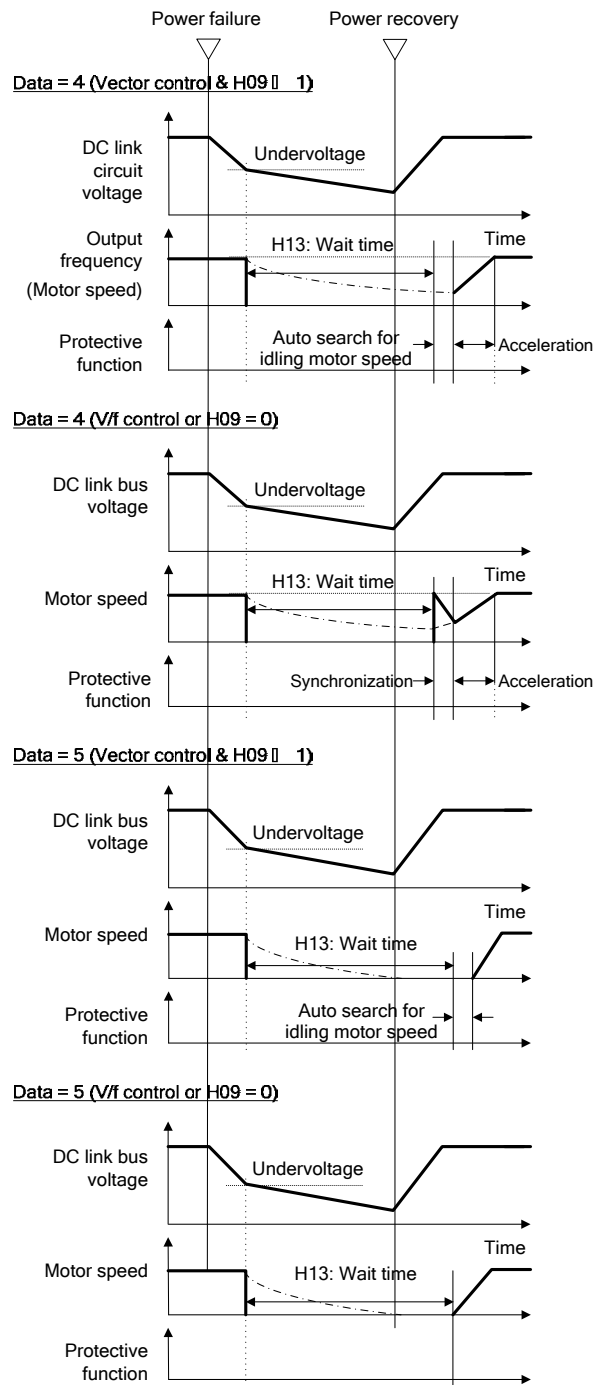 Power failure
Power recovery
Data = 4 (Vector control & H09 ▯ 1)
DC link
circuit
voltage
Undervoltage
Output
frequency
(Motor speed)
H13: Wait time
Time
Protective
function
Auto search for
idling motor speed
Acceleration
Data = 4 (V/f control or H09 = 0)
DC link bus
voltage
Undervoltage
Motor speed
H13: Wait time
Time
Protective
function
Synchronization
Acceleration
Data = 5 (Vector control & H09 ▯ 1)
DC link bus
voltage
Undervoltage
Motor speed
H13: Wait time
Time
Protective
function
Auto search for
idling motor speed
Data = 5 (V/f control or H09 = 0)
DC link bus
voltage
Undervoltage
Motor speed
H13: Wait time
Time
Protective
function